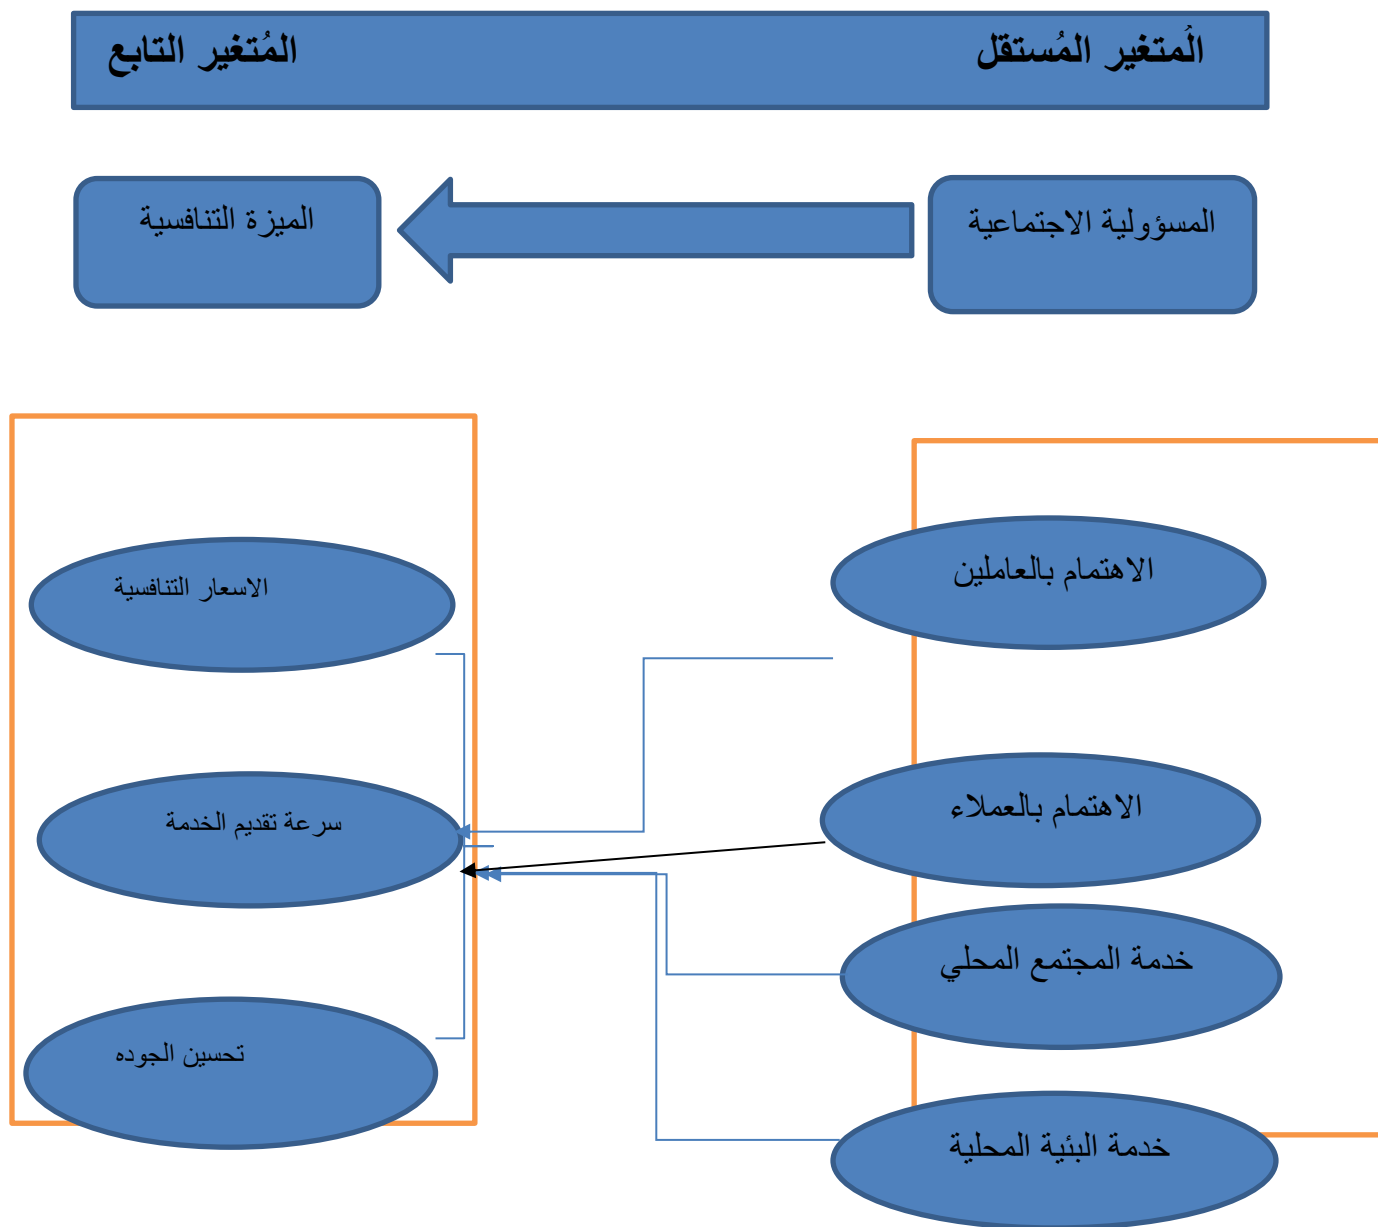 الُمتغير المُستقل
المُتغير التابع
المسؤولية الاجتماعية
الميزة التنافسية
الاهتمام بالعاملين
الاسعار التنافسية
الاهتمام بالعملاء
سرعة تقديم الخدمة
خدمة المجتمع المحلي
تحسين الجوده
خدمة البئية المحلية